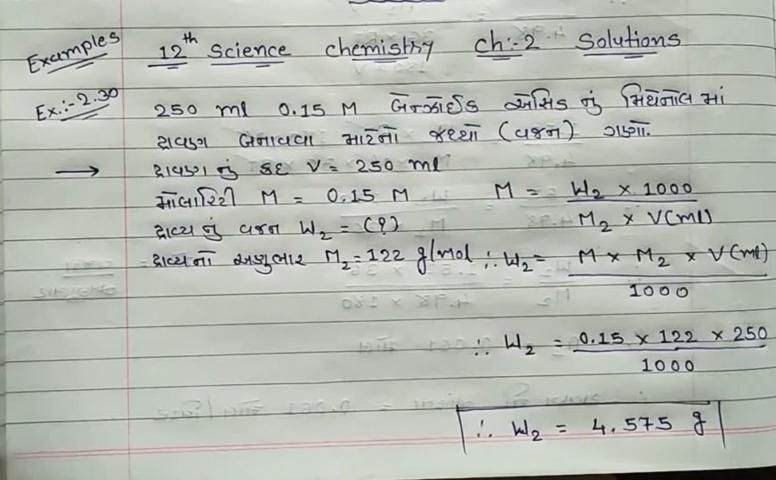 Examples 12th Science chemistry ch:-2 Solutions
Ex.:-2.30 250 ml 0.15 M બેન્ઝોઇક એસિડ નું મિથેનોલ માં
દ્રાવણ બનાવવા માટેનો જથ્થો (વજન) ગણો.
→ દ્રાવણ નું કદ V = 250 ml
મોલારિટી M = 0.15 M M = W₂ × 1000 / M₂ × V(ml)
દ્રાવ્ય નું વજન W₂ = (?)
દ્રાવ્યનો અણુભાર M₂ = 122 g/mol ∴ W₂ = M × M₂ × V(ml) / 1000
∴ W₂ = 0.15 × 122 × 250 / 1000
∴ W₂ = 4.575 g